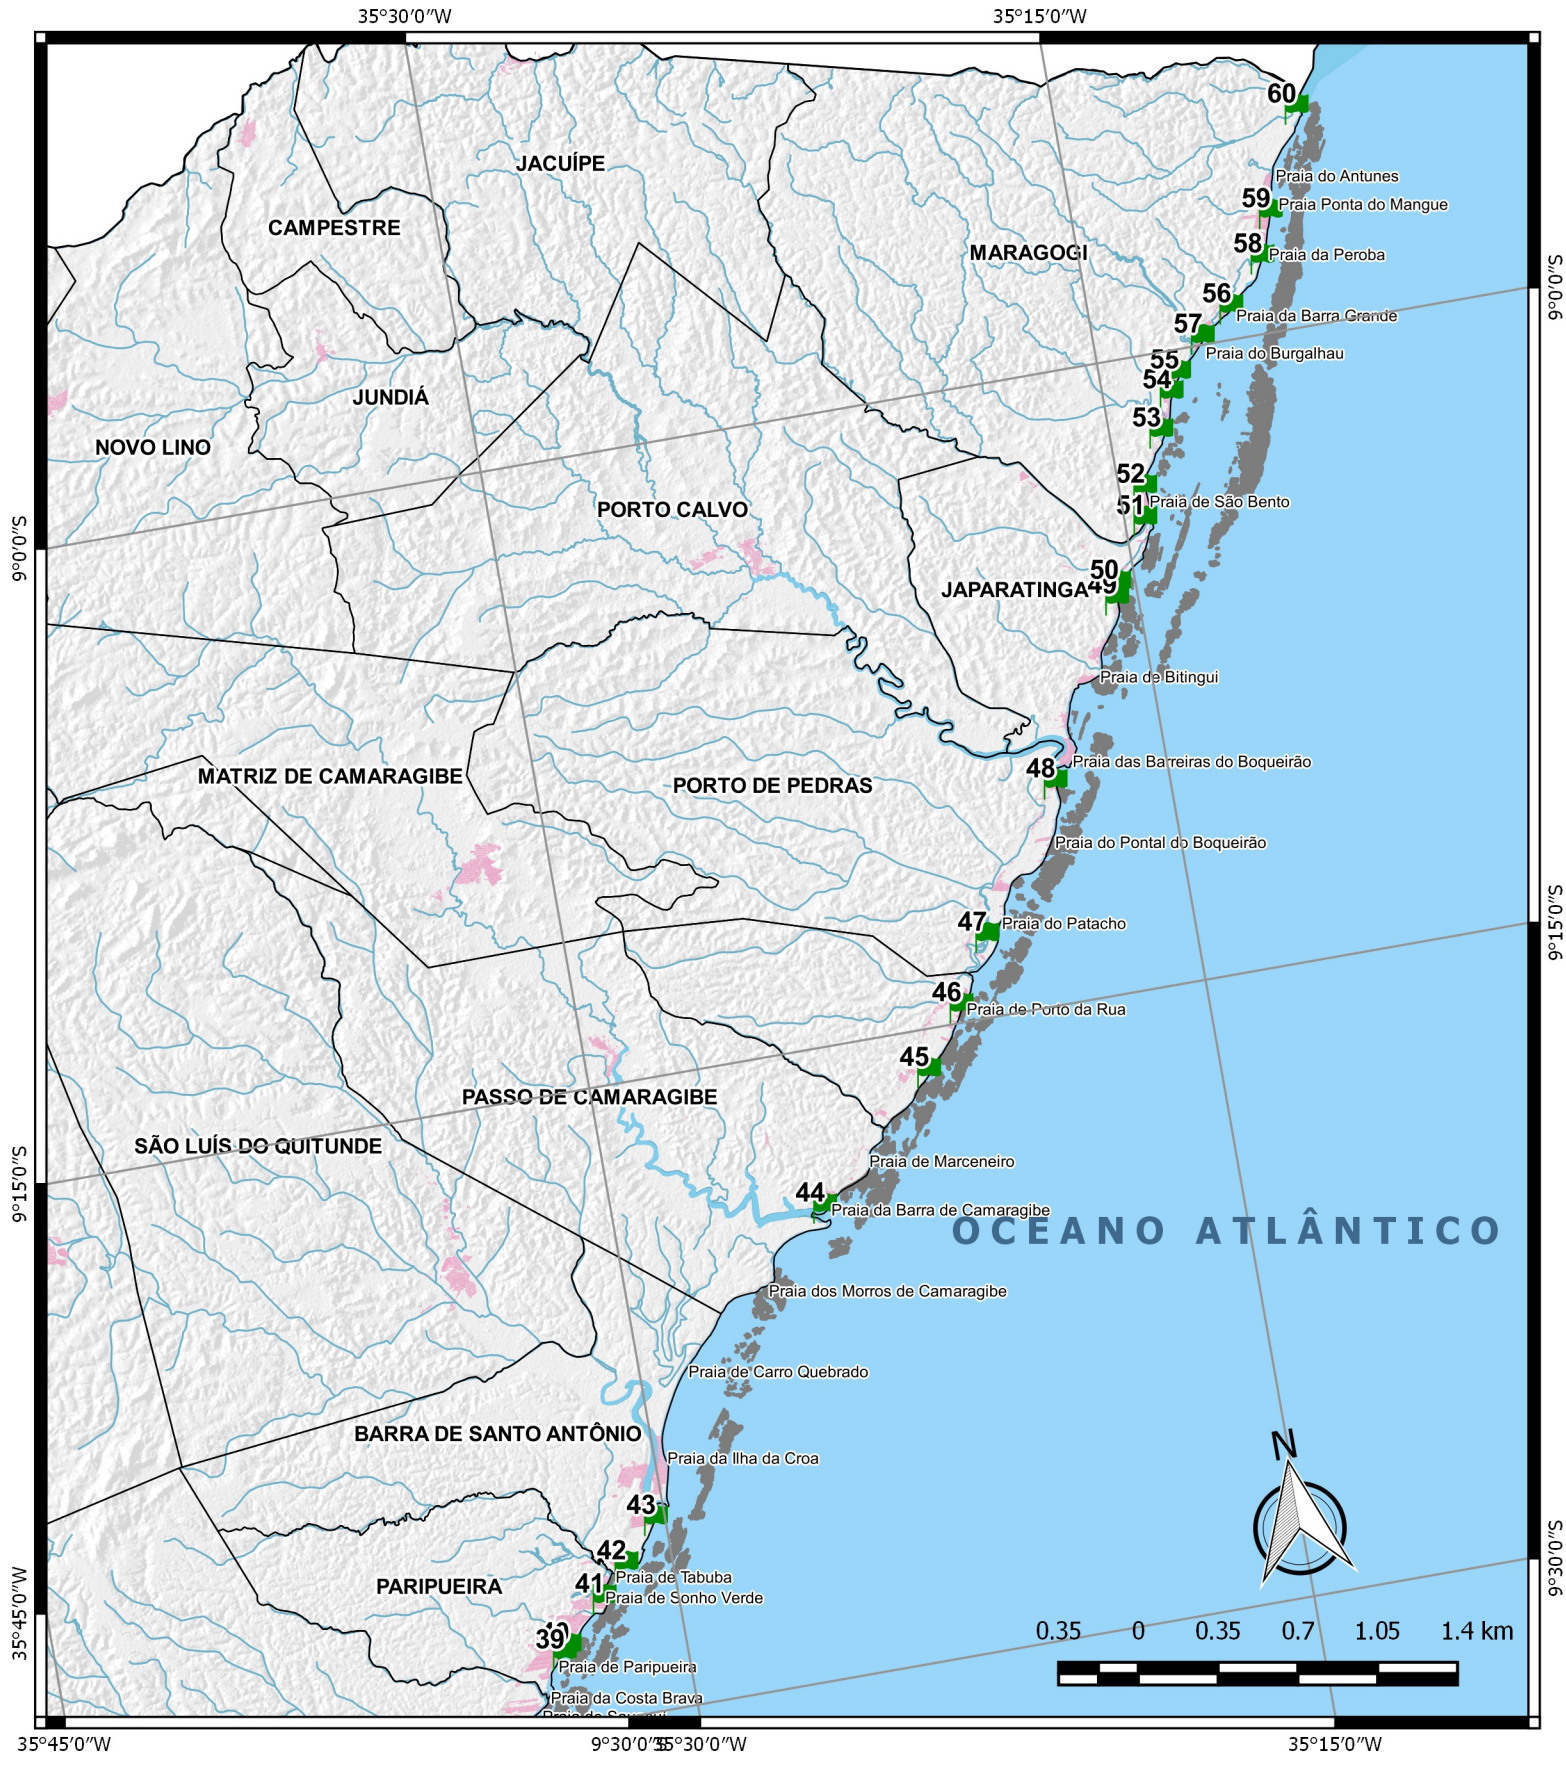 35°30′0″W
35°15′0″W
60
JACUÍPE
Praia do Antunes
59
Praia Ponta do Mangue
CAMPESTRE
58
MARAGOGI
Praia da Peroba
9°0′0″S
56
Praia da Barra Grande
57
Praia do Burgalhau
55
54
JUNDIÁ
53
NOVO LINO
52
Praia de São Bento
51
PORTO CALVO
9°0′0″S
50
JAPARATINGA
49
Praia de Bitingui
Praia das Barreiras do Boqueirão
48
MATRIZ DE CAMARAGIBE
PORTO DE PEDRAS
Praia do Pontal do Boqueirão
47
Praia do Patacho
9°15′0″S
46
Praia de Porto da Rua
45
PASSO DE CAMARAGIBE
SÃO LUÍS DO QUITUNDE
Praia de Marceneiro
9°15′0″S
44
Praia da Barra de Camaragibe
OCEANO ATLÂNTICO
Praia dos Morros de Camaragibe
Praia de Carro Quebrado
BARRA DE SANTO ANTÔNIO
N
Praia da Ilha da Croa
43
42
Praia de Tabuba
9°30′0″S
41
PARIPUEIRA
Praia de Sonho Verde
35°45′0″W
39
0.35 0 0.35 0.7 1.05 1.4 km
Praia de Paripueira
Praia da Costa Brava
35°45′0″W
9°30′0″S
35°30′0″W
35°15′0″W